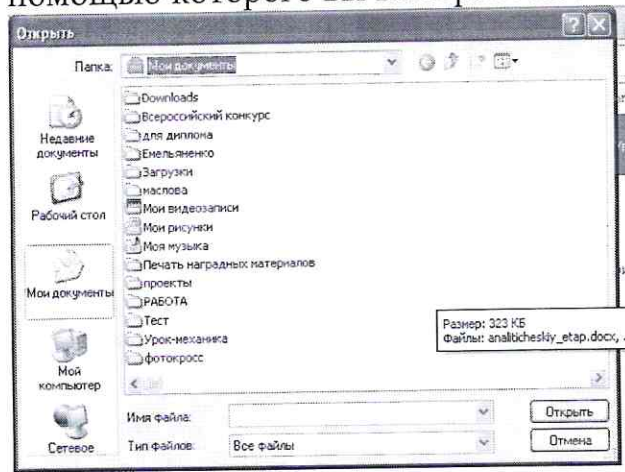 помощью которого
Открыть
Папка:
Мои документы
Downloads
Всероссийский конкурс
для диплома
Емельяненко
Загрузки
маслова
Мои видеозаписи
Мои рисунки
Моя музыка
Печать наградных материалов
проекты
РАБОТА
Тест
Урок-механика
фотокросс
Недавние документы
Рабочий стол
Мои документы
Мой компьютер
Сетевое
Размер: 323 КБ
Файлы: analiticheskiy_etap.docx, .
Имя файла:
Тип файлов:
Все файлы
Открыть
Отмена